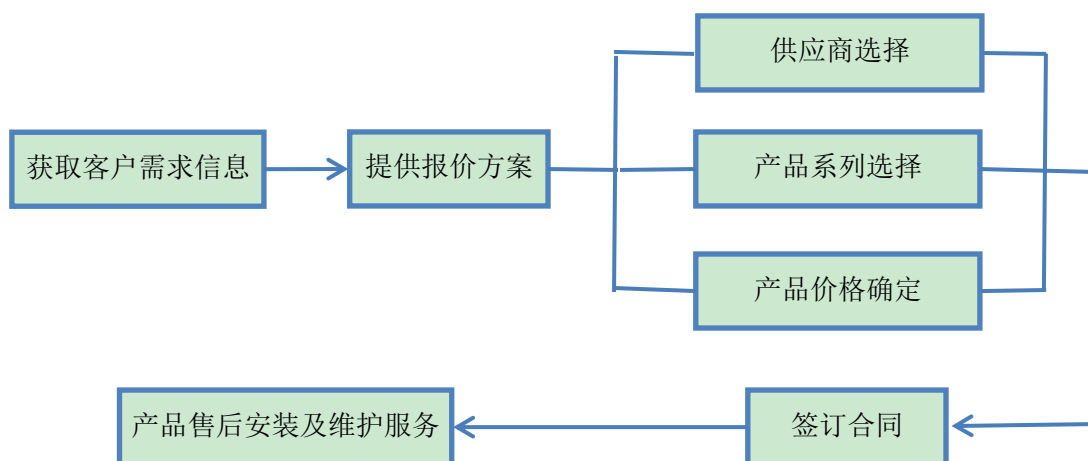 获取客户需求信息
提供报价方案
供应商选择
产品系列选择
产品价格确定
签订合同
产品售后安装及维护服务